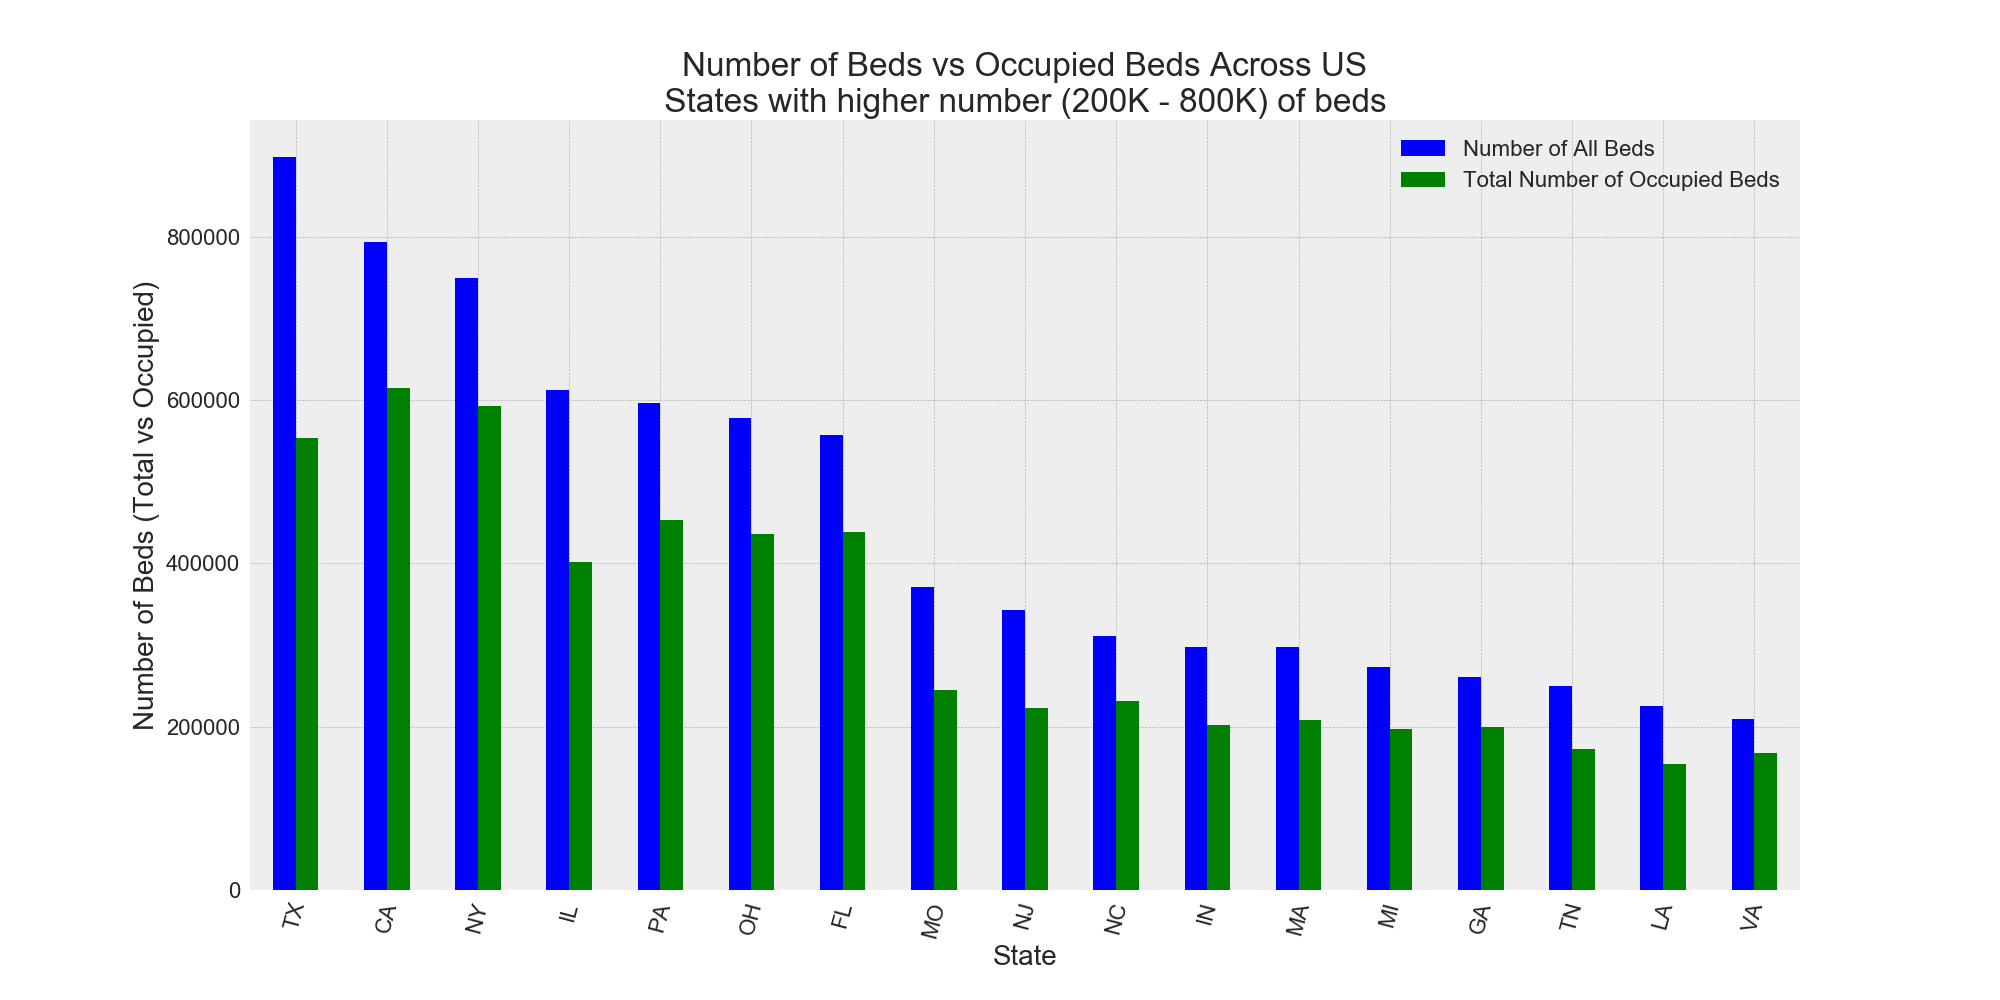 Number of Beds vs Occupied Beds Across US
States with higher number (200K - 800K) of beds
Number of All Beds
Total Number of Occupied Beds
Number of Beds (Total vs Occupied)
800000
600000
400000
200000
0
TX CA NY IL PA OH FL MO NJ NC IN MA MI GA TN LA VA
State